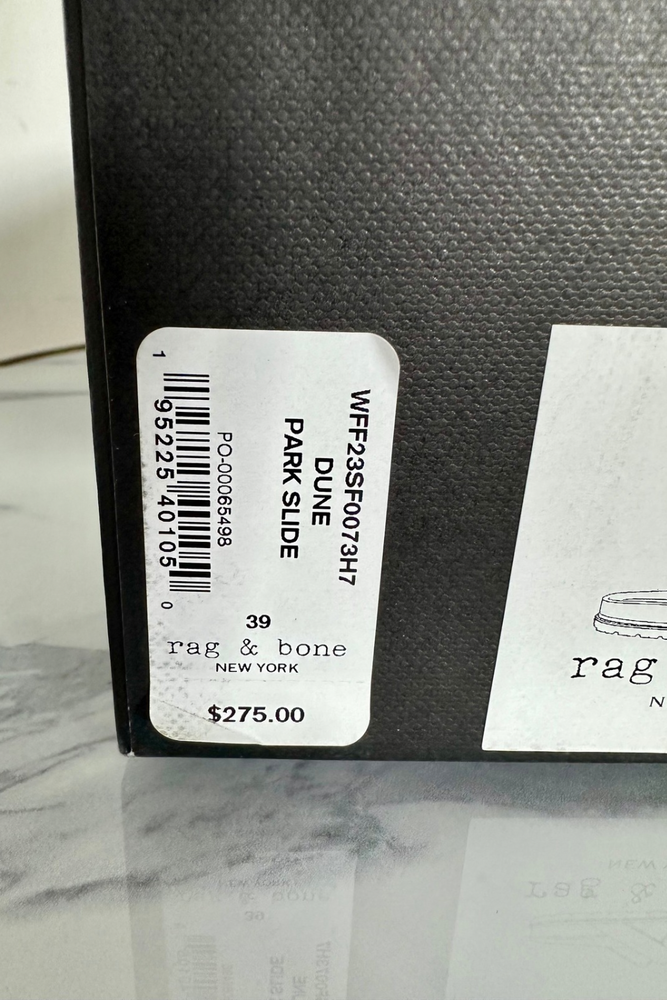 WFF23SF0073H7
DUNE
PARK SLIDE
PO-00065498
1 95225 40105 0
39
rag & bone
NEW YORK
$275.00
rag
N